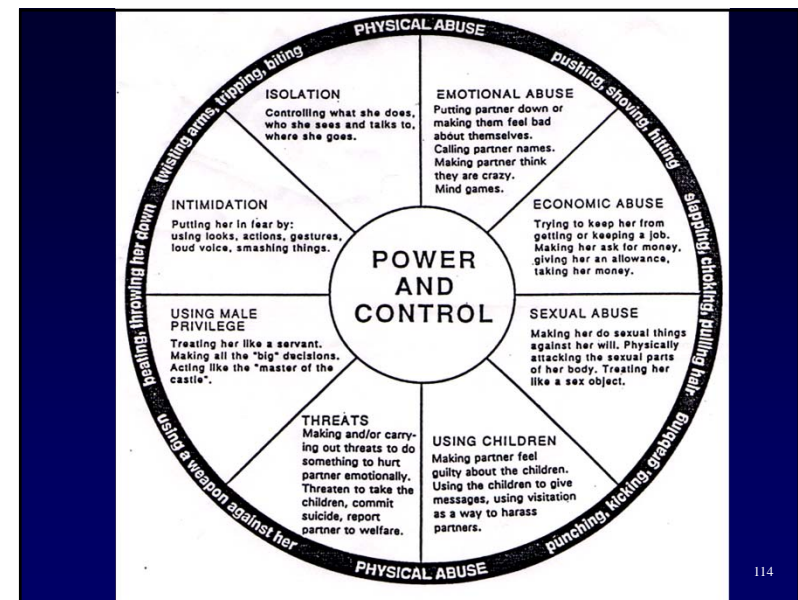 PHYSICAL ABUSE
pushing, shoving, hitting
slapping, choking, pulling hair
punching, kicking, grabbing
PHYSICAL ABUSE
using a weapon against her
beating, throwing her down
twisting arms, tripping, biting
POWER
AND
CONTROL
EMOTIONAL ABUSE
Putting partner down or
making them feel bad
about themselves.
Calling partner names.
Making partner think
they are crazy.
Mind games.
ECONOMIC ABUSE
Trying to keep her from
getting or keeping a job.
Making her ask for money,
giving her an allowance,
taking her money.
SEXUAL ABUSE
Making her do sexual things
against her will. Physically
attacking the sexual parts
of her body. Treating her
like a sex object.
USING CHILDREN
Making partner feel
guilty about the children.
Using the children to give
messages, using visitation
as a way to harass
partners.
THREATS
Making and/or carry-
ing out threats to do
something to hurt
partner emotionally.
Threaten to take the
children, commit
suicide, report
partner to welfare.
USING MALE
PRIVILEGE
Treating her like a servant.
Making all the "big" decisions.
Acting like the "master of the
castle".
INTIMIDATION
Putting her in fear by:
using looks, actions, gestures,
loud voice, smashing things.
ISOLATION
Controlling what she does,
who she sees and talks to,
where she goes.
114